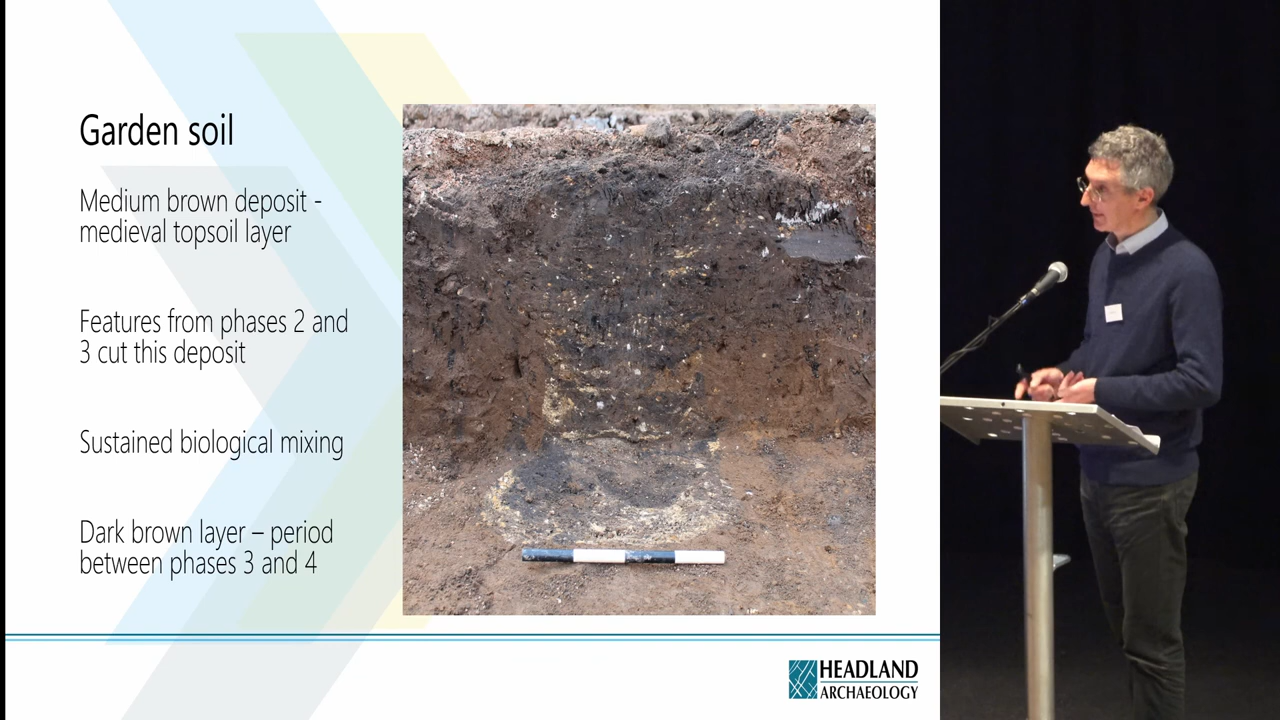 Garden soil
Medium brown deposit -
medieval topsoil layer
Features from phases 2 and
3 cut this deposit
Sustained biological mixing
Dark brown layer – period
between phases 3 and 4
HEADLAND
ARCHAEOLOGY